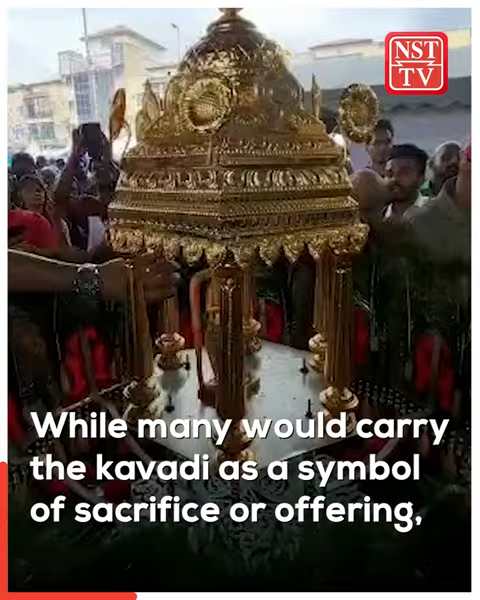 NST
TV
While many would carry
the kavadi as a symbol
of sacrifice or offering,